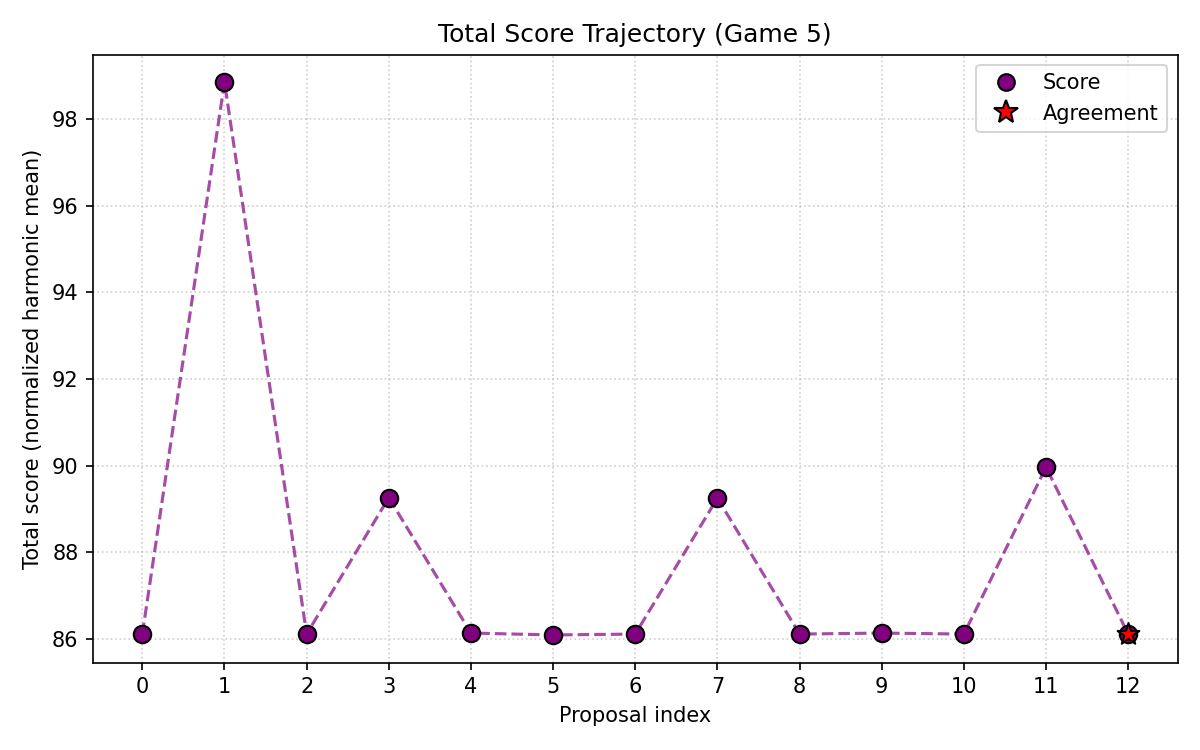 Total Score Trajectory (Game 5)
Score
Agreement
Total score (normalized harmonic mean)
98
96
94
92
90
88
86
0 1 2 3 4 5 6 7 8 9 10 11 12
Proposal index